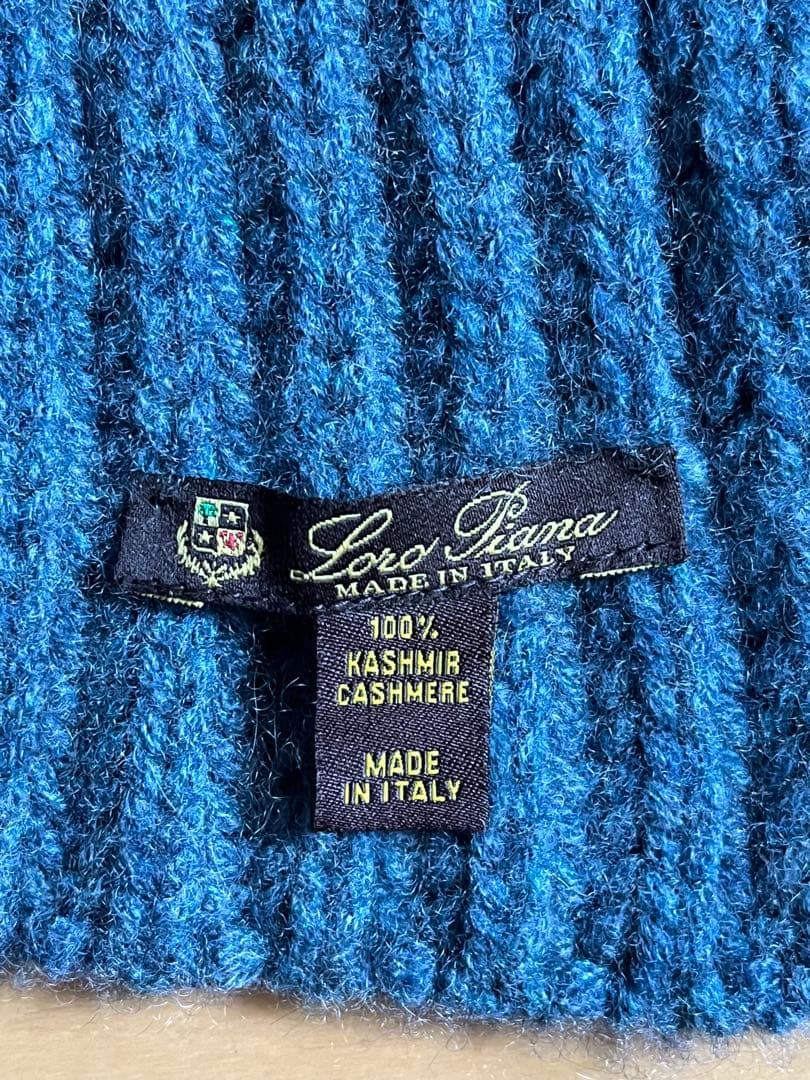 Loro Piana
MADE IN ITALY
100%
KASHMIR
CASHMERE
MADE
IN ITALY